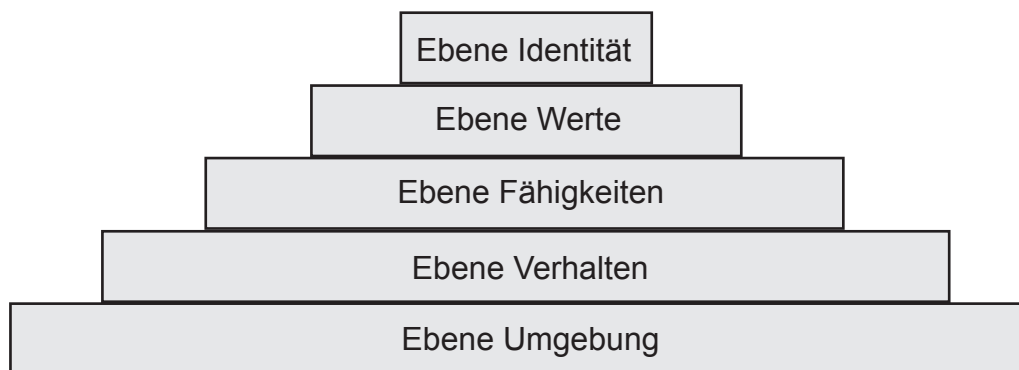 Ebene Identität
Ebene Werte
Ebene Fähigkeiten
Ebene Verhalten
Ebene Umgebung